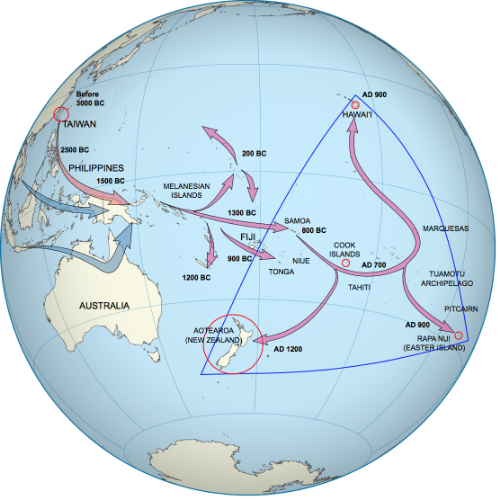 Before
3000 BC
TAIWAN
AD 900
HAWAI'I
2500 BC
PHILIPPINES
1500 BC
200 BC
MELANESIAN
ISLANDS
1300 BC
SAMOA
800 BC
MARQUESAS
FIJI
900 BC
COOK
ISLANDS
AD 700
NIUE
TONGA
1200 BC
TAHITI
TUAMOTU
ARCHIPELAGO
AUSTRALIA
PITCAIRN
AOTEAROA
(NEW ZEALAND)
AD 1200
AD 900
RAPA NUI
(EASTER ISLAND)